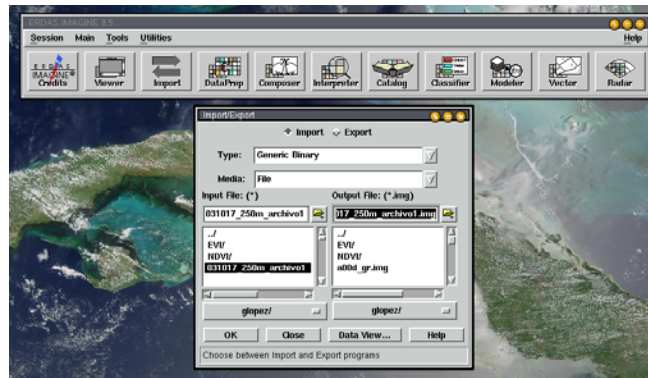 ERDAS IMAGINE 8.5
Session Main Tools Utilities Help
ERDAS
IMAGINE®
Credits Viewer Import DataPrep Composer Interpreter Catalog Classifier Modeler Vector Radar
Import/Export
Import Export
Type: Generic Binary
Media: File
Input File: (*) Output File: (*.img)
031017_250m_archivo1 017_250m_archivo1.img
../ ../
EVI/ EVI/
NDVI/ NDVI/
031017_250m_archivo1 a00d_gr.img
glopez/ glopez/
OK Close Data View... Help
Choose between Import and Export programs